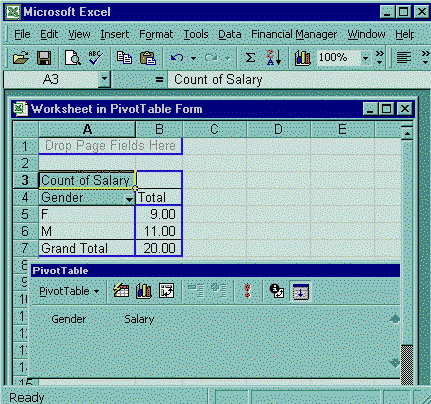 Microsoft Excel
File Edit View Insert Format Tools Data Financial Manager Window Help
100%
A3 = Count of Salary
Worksheet in PivotTable Form
A B C D E
1 Drop Page Fields Here
2
3 Count of Salary
4 Gender Total
5 F 9.00
6 M 11.00
7 Grand Total 20.00
PivotTable
PivotTable
Gender Salary
Ready